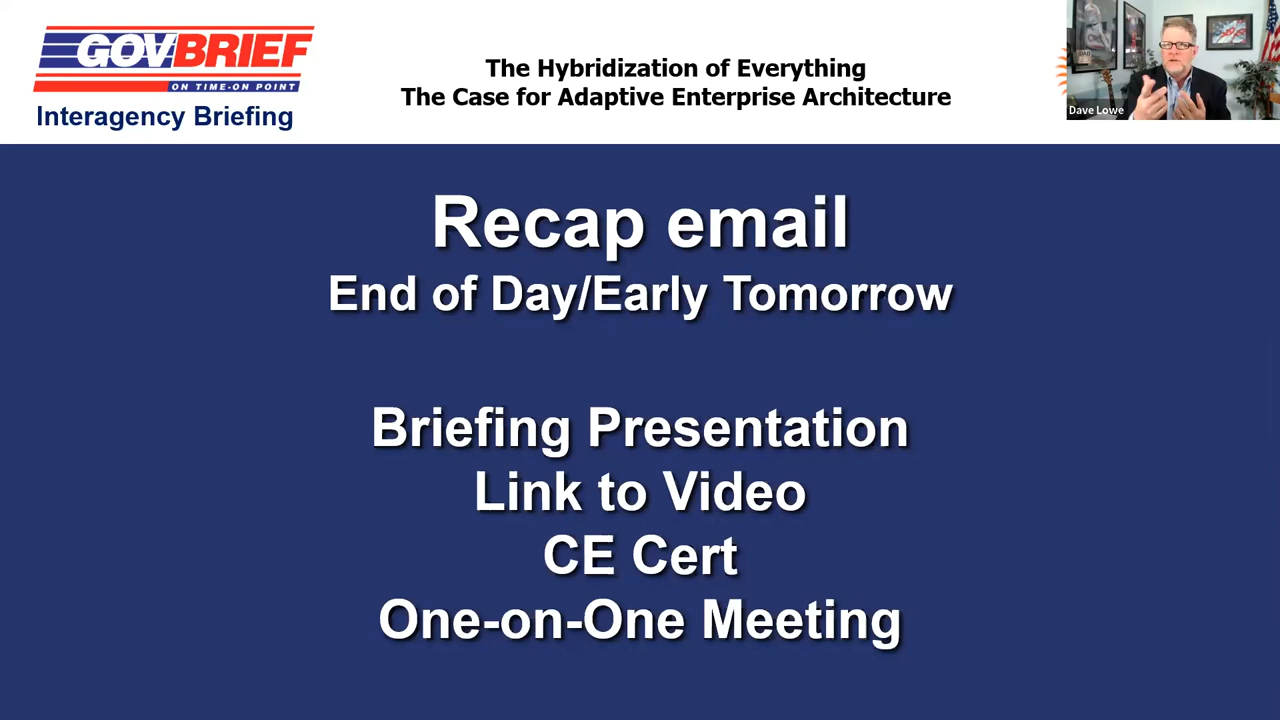 GOVBRIEF
ON TIME-ON POINT
Interagency Briefing
The Hybridization of Everything
The Case for Adaptive Enterprise Architecture
Dave Lowe
Recap email
End of Day/Early Tomorrow
Briefing Presentation
Link to Video
CE Cert
One-on-One Meeting